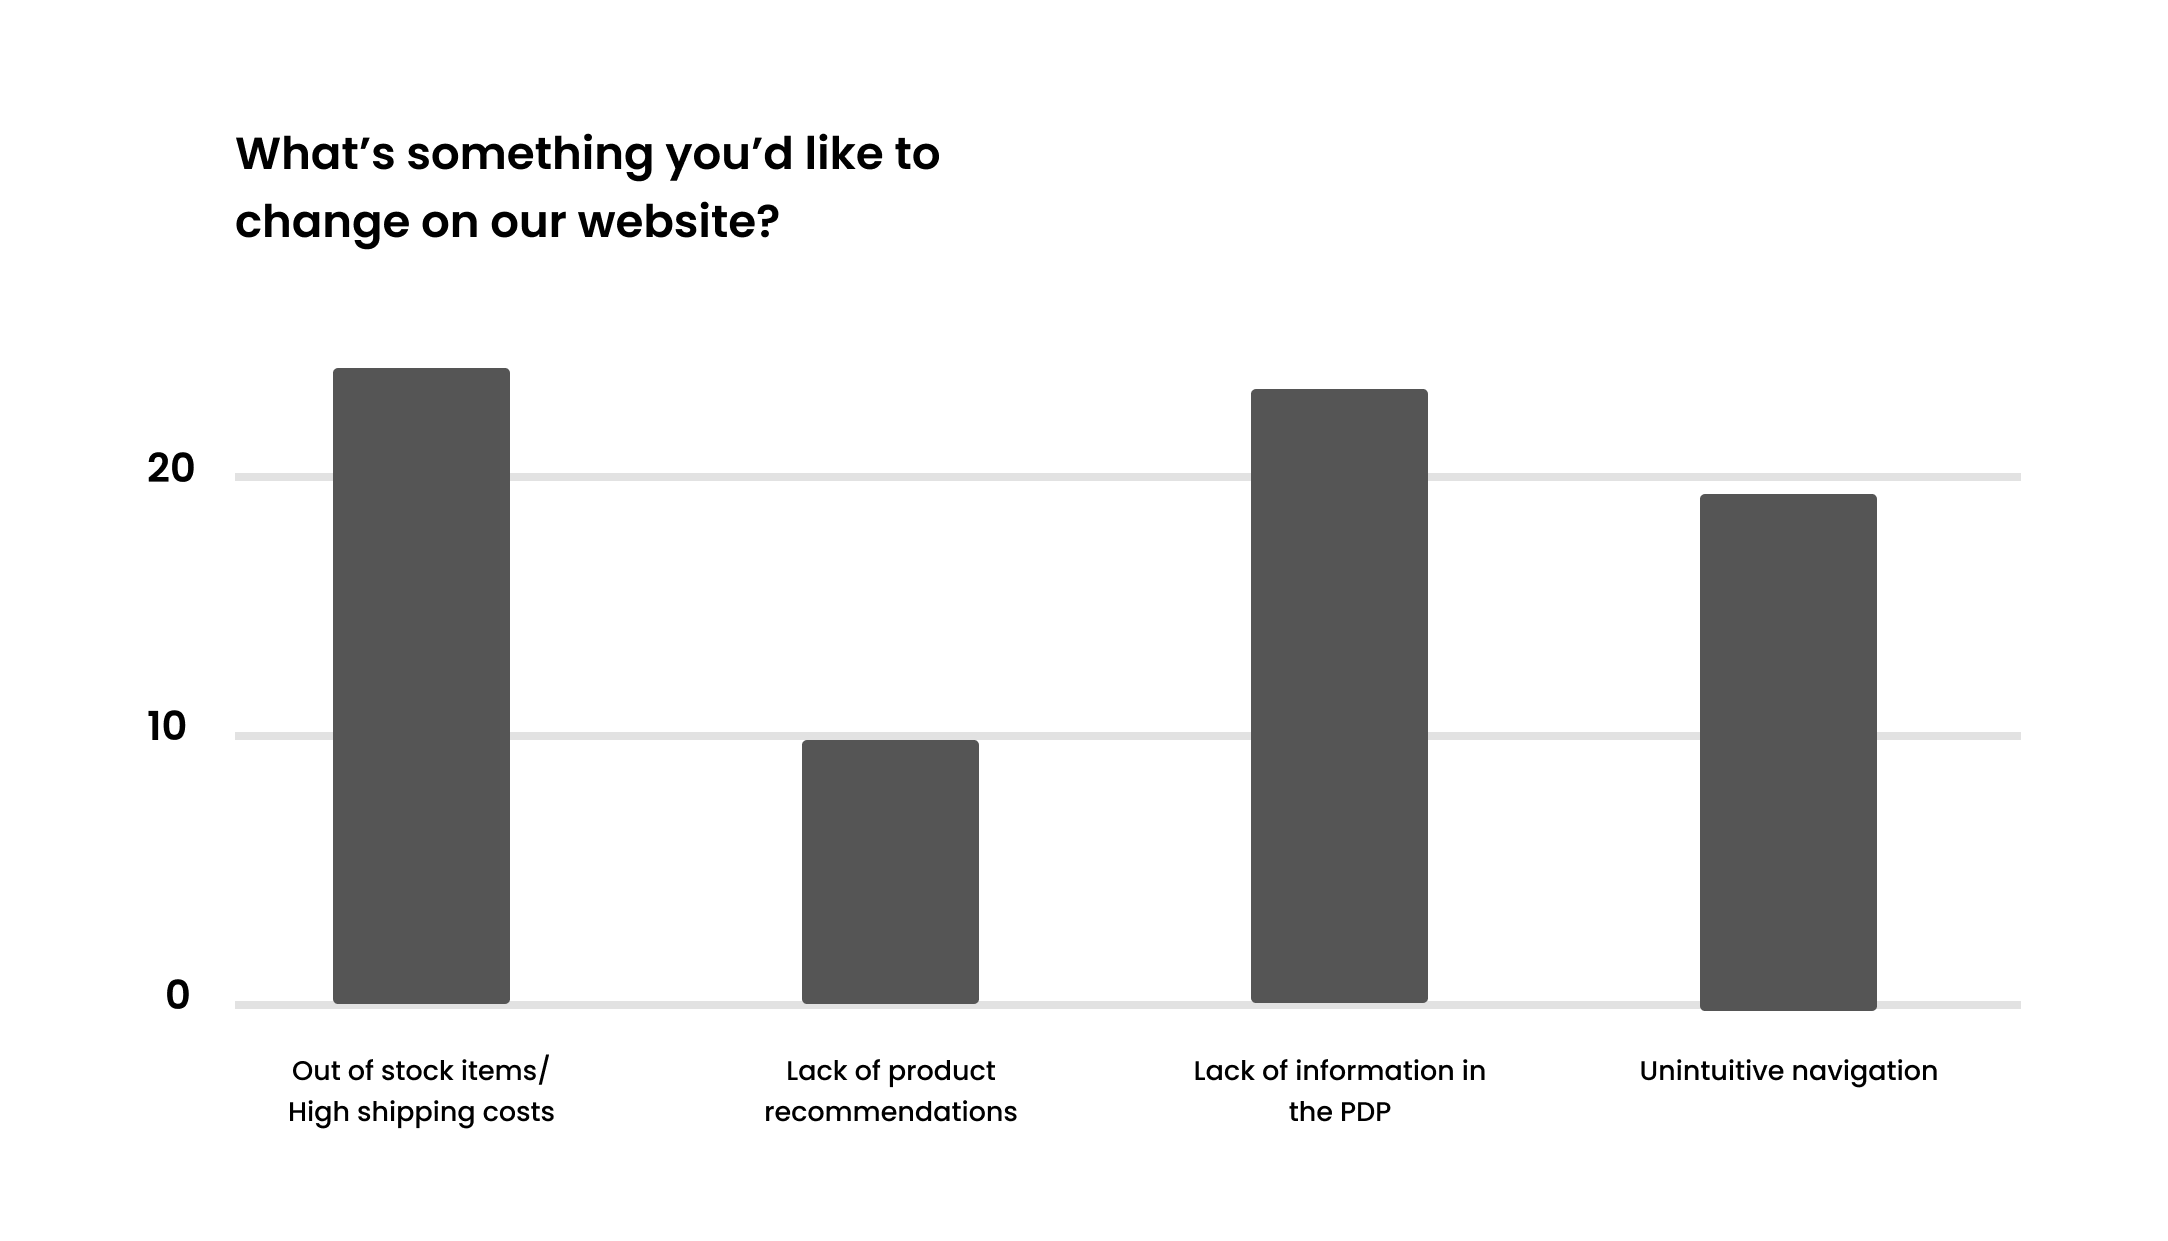 What’s something you’d like to
change on our website?
20
10
0
Out of stock items/
High shipping costs
Lack of product
recommendations
Lack of information in
the PDP
Unintuitive navigation